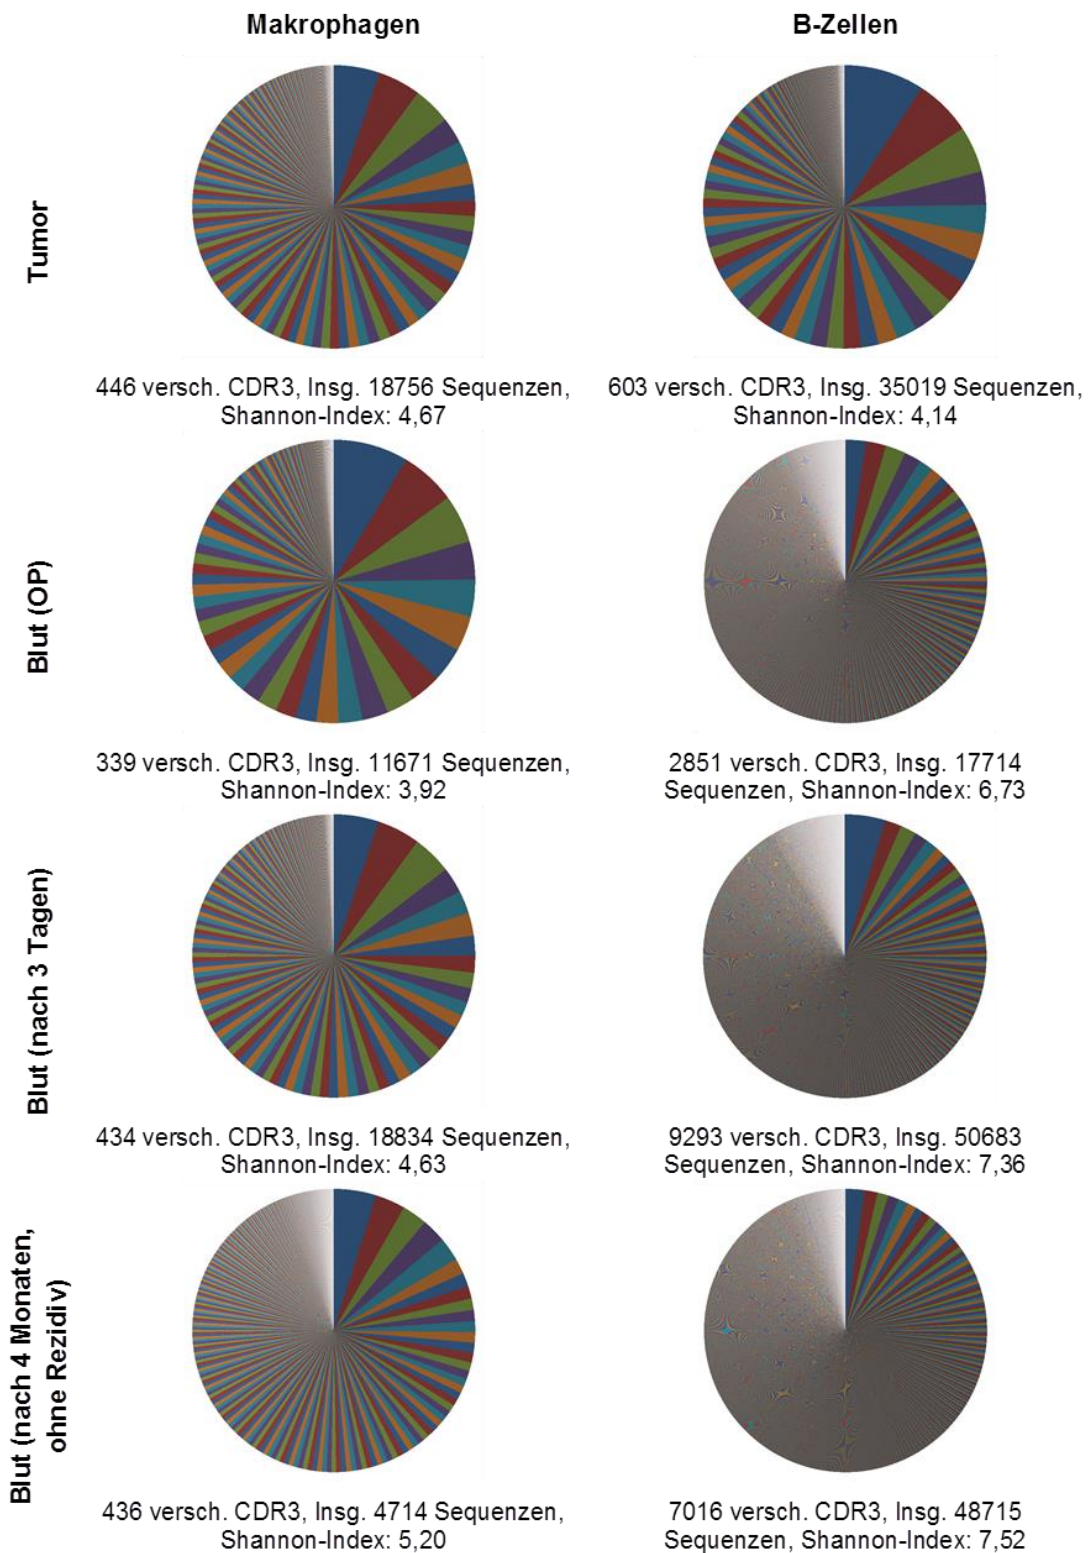 Makrophagen
B-Zellen
Tumor
446 versch. CDR3, Insg. 18756 Sequenzen,
Shannon-Index: 4,67
603 versch. CDR3, Insg. 35019 Sequenzen,
Shannon-Index: 4,14
Blut (OP)
339 versch. CDR3, Insg. 11671 Sequenzen,
Shannon-Index: 3,92
2851 versch. CDR3, Insg. 17714
Sequenzen, Shannon-Index: 6,73
Blut (nach 3 Tagen)
434 versch. CDR3, Insg. 18834 Sequenzen,
Shannon-Index: 4,63
9293 versch. CDR3, Insg. 50683
Sequenzen, Shannon-Index: 7,36
Blut (nach 4 Monaten,
ohne Rezidiv)
436 versch. CDR3, Insg. 4714 Sequenzen,
Shannon-Index: 5,20
7016 versch. CDR3, Insg. 48715
Sequenzen, Shannon-Index: 7,52